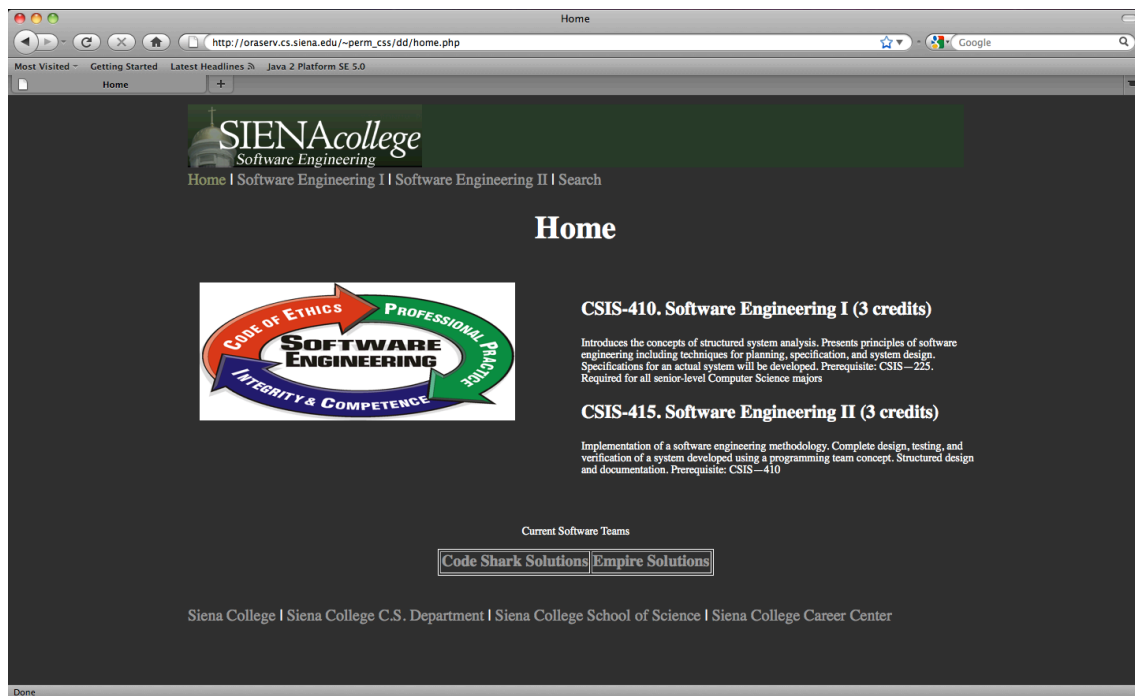 Home
http://oraserv.cs.siena.edu/~perm_css/dd/home.php
Google
Most Visited Getting Started Latest Headlines Java 2 Platform SE 5.0
Home +
SIENAcollege
Software Engineering
Home | Software Engineering I | Software Engineering II | Search
Home
CODE OF ETHICS
PROFESSIONAL PRACTICE
SOFTWARE
ENGINEERING
INTEGRITY & COMPETENCE
CSIS-410. Software Engineering I (3 credits)
Introduces the concepts of structured system analysis. Presents principles of software
engineering including techniques for planning, specification, and system design.
Specifications for an actual system will be developed. Prerequisite: CSIS—225.
Required for all senior-level Computer Science majors
CSIS-415. Software Engineering II (3 credits)
Implementation of a software engineering methodology. Complete design, testing, and
verification of a system developed using a programming team concept. Structured design
and documentation. Prerequisite: CSIS—410
Current Software Teams
Code Shark Solutions Empire Solutions
Siena College | Siena College C.S. Department | Siena College School of Science | Siena College Career Center
Done